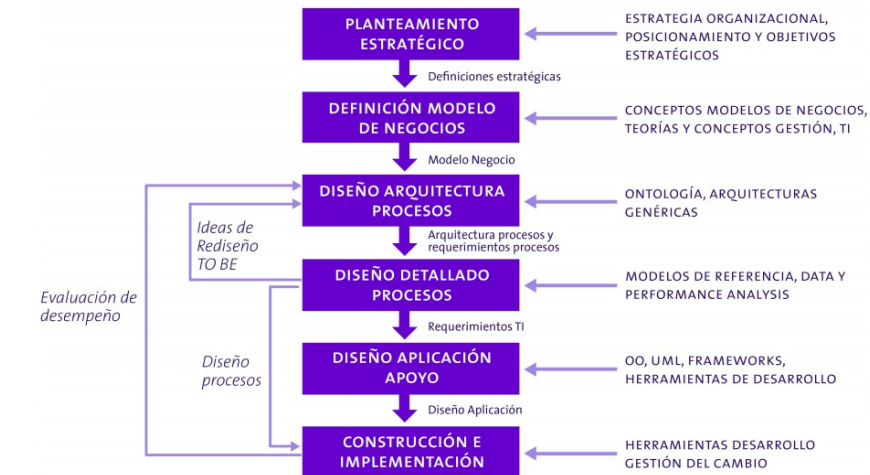 PLANTEAMIENTO
ESTRATÉGICO
ESTRATEGIA ORGANIZACIONAL,
POSICIONAMIENTO Y OBJETIVOS
ESTRATÉGICOS
Definiciones estratégicas
DEFINICIÓN MODELO
DE NEGOCIOS
CONCEPTOS MODELOS DE NEGOCIOS,
TEORÍAS Y CONCEPTOS GESTIÓN, TI
Modelo Negocio
DISEÑO ARQUITECTURA
PROCESOS
ONTOLOGÍA, ARQUITECTURAS
GENÉRICAS
Ideas de
Rediseño
TO BE
Arquitectura procesos y
requerimientos procesos
DISEÑO DETALLADO
PROCESOS
MODELOS DE REFERENCIA, DATA Y
PERFORMANCE ANALYSIS
Evaluación de
desempeño
Requerimientos TI
DISEÑO APLICACIÓN
APOYO
OO, UML, FRAMEWORKS,
HERRAMIENTAS DE DESARROLLO
Diseño
procesos
Diseño Aplicación
CONSTRUCCIÓN E
IMPLEMENTACIÓN
HERRAMIENTAS DESARROLLO
GESTIÓN DEL CAMBIO